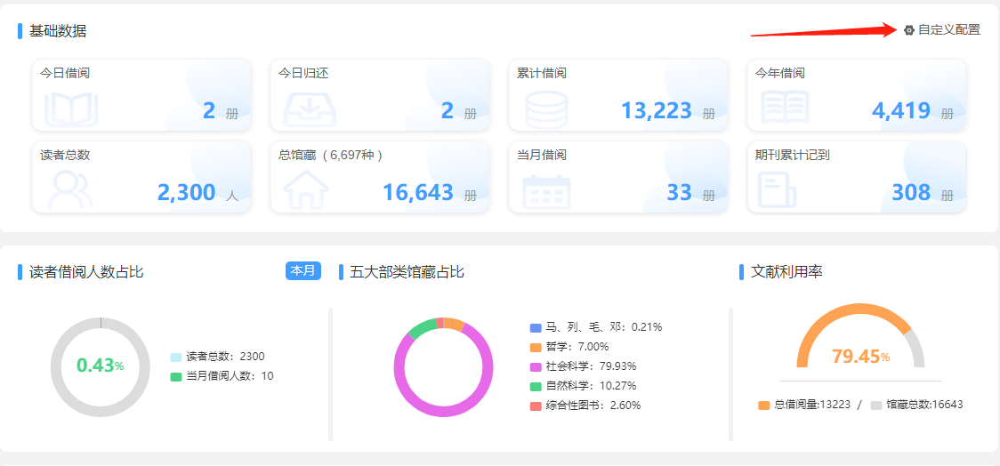 基础数据
自定义配置
今日借阅
2 册
今日归还
2 册
累计借阅
13,223 册
今年借阅
4,419 册
读者总数
2,300 人
总馆藏（6,697种）
16,643 册
当月借阅
33 册
期刊累计记到
308 册
读者借阅人数占比
本月
0.43%
读者总数：2300
当月借阅人数：10
五大部类馆藏占比
马、列、毛、邓：0.21%
哲学：7.00%
社会科学：79.93%
自然科学：10.27%
综合性图书：2.60%
文献利用率
79.45%
总借阅量:13223 / 馆藏总数:16643